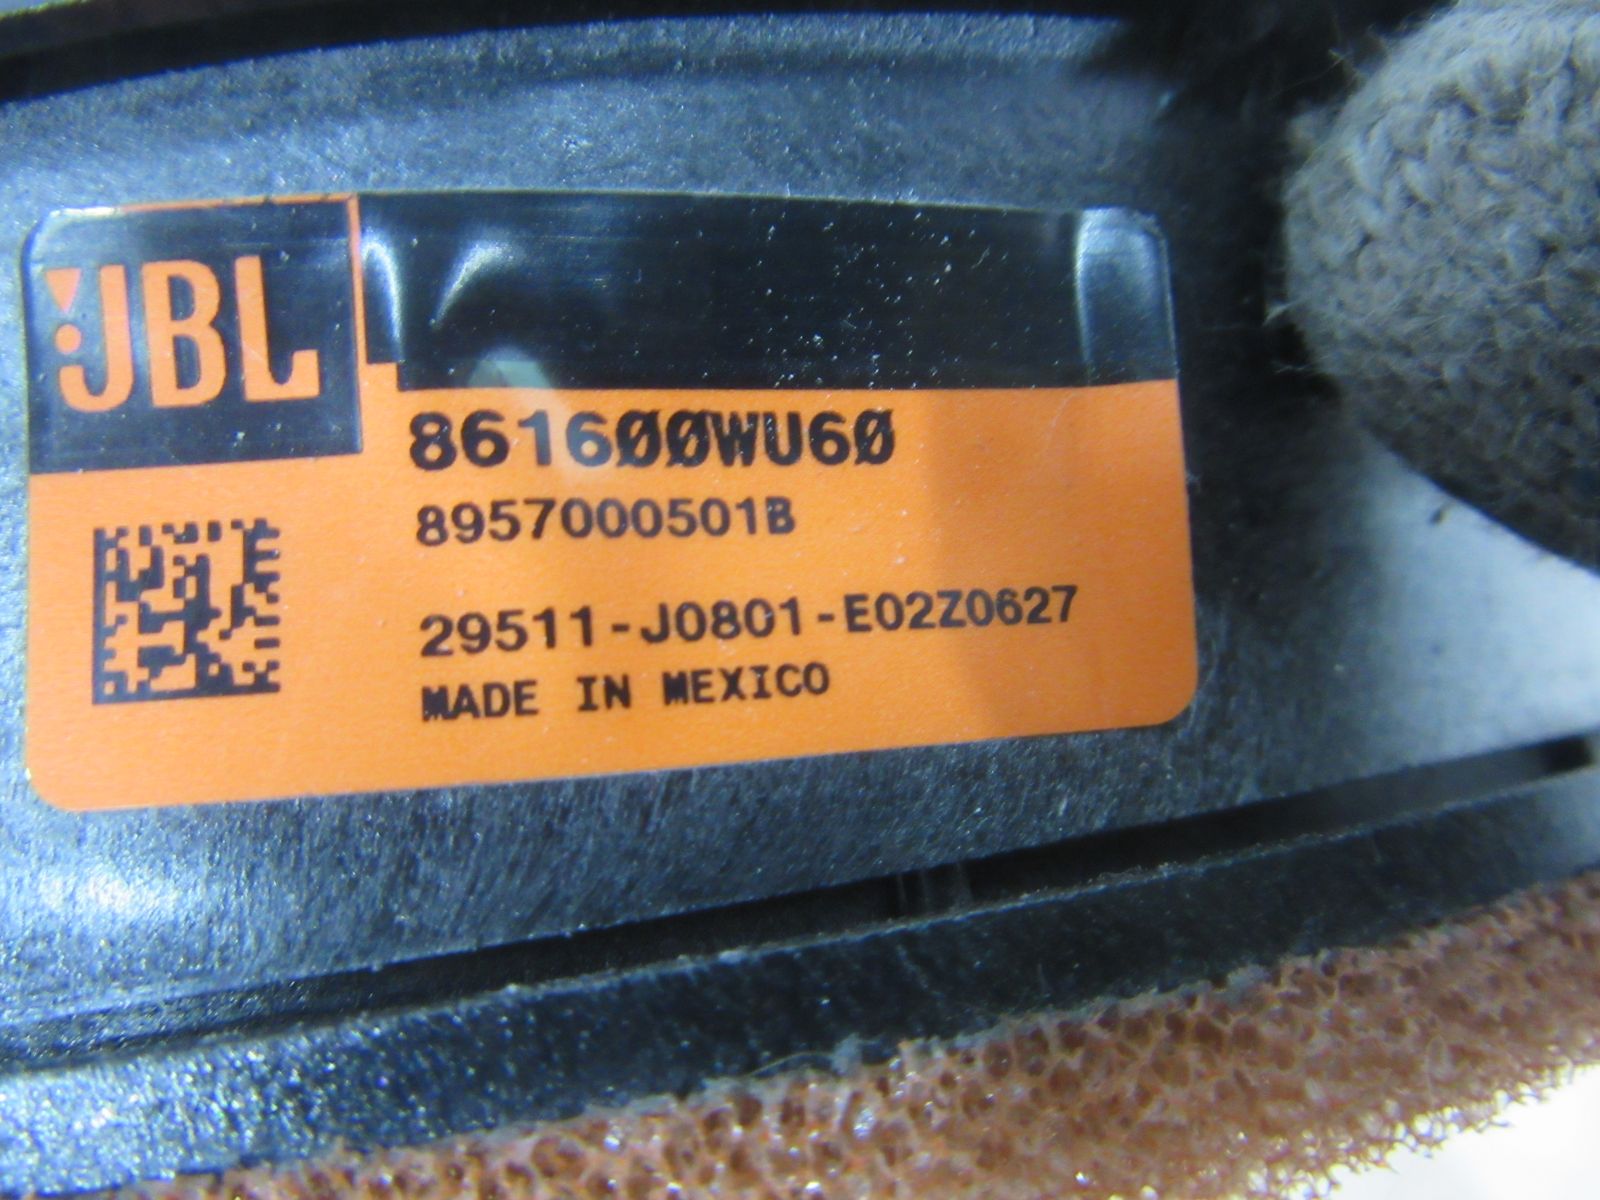 JBL
861600WU60
8957000501B
29511-J0801-E02Z0627
MADE IN MEXICO